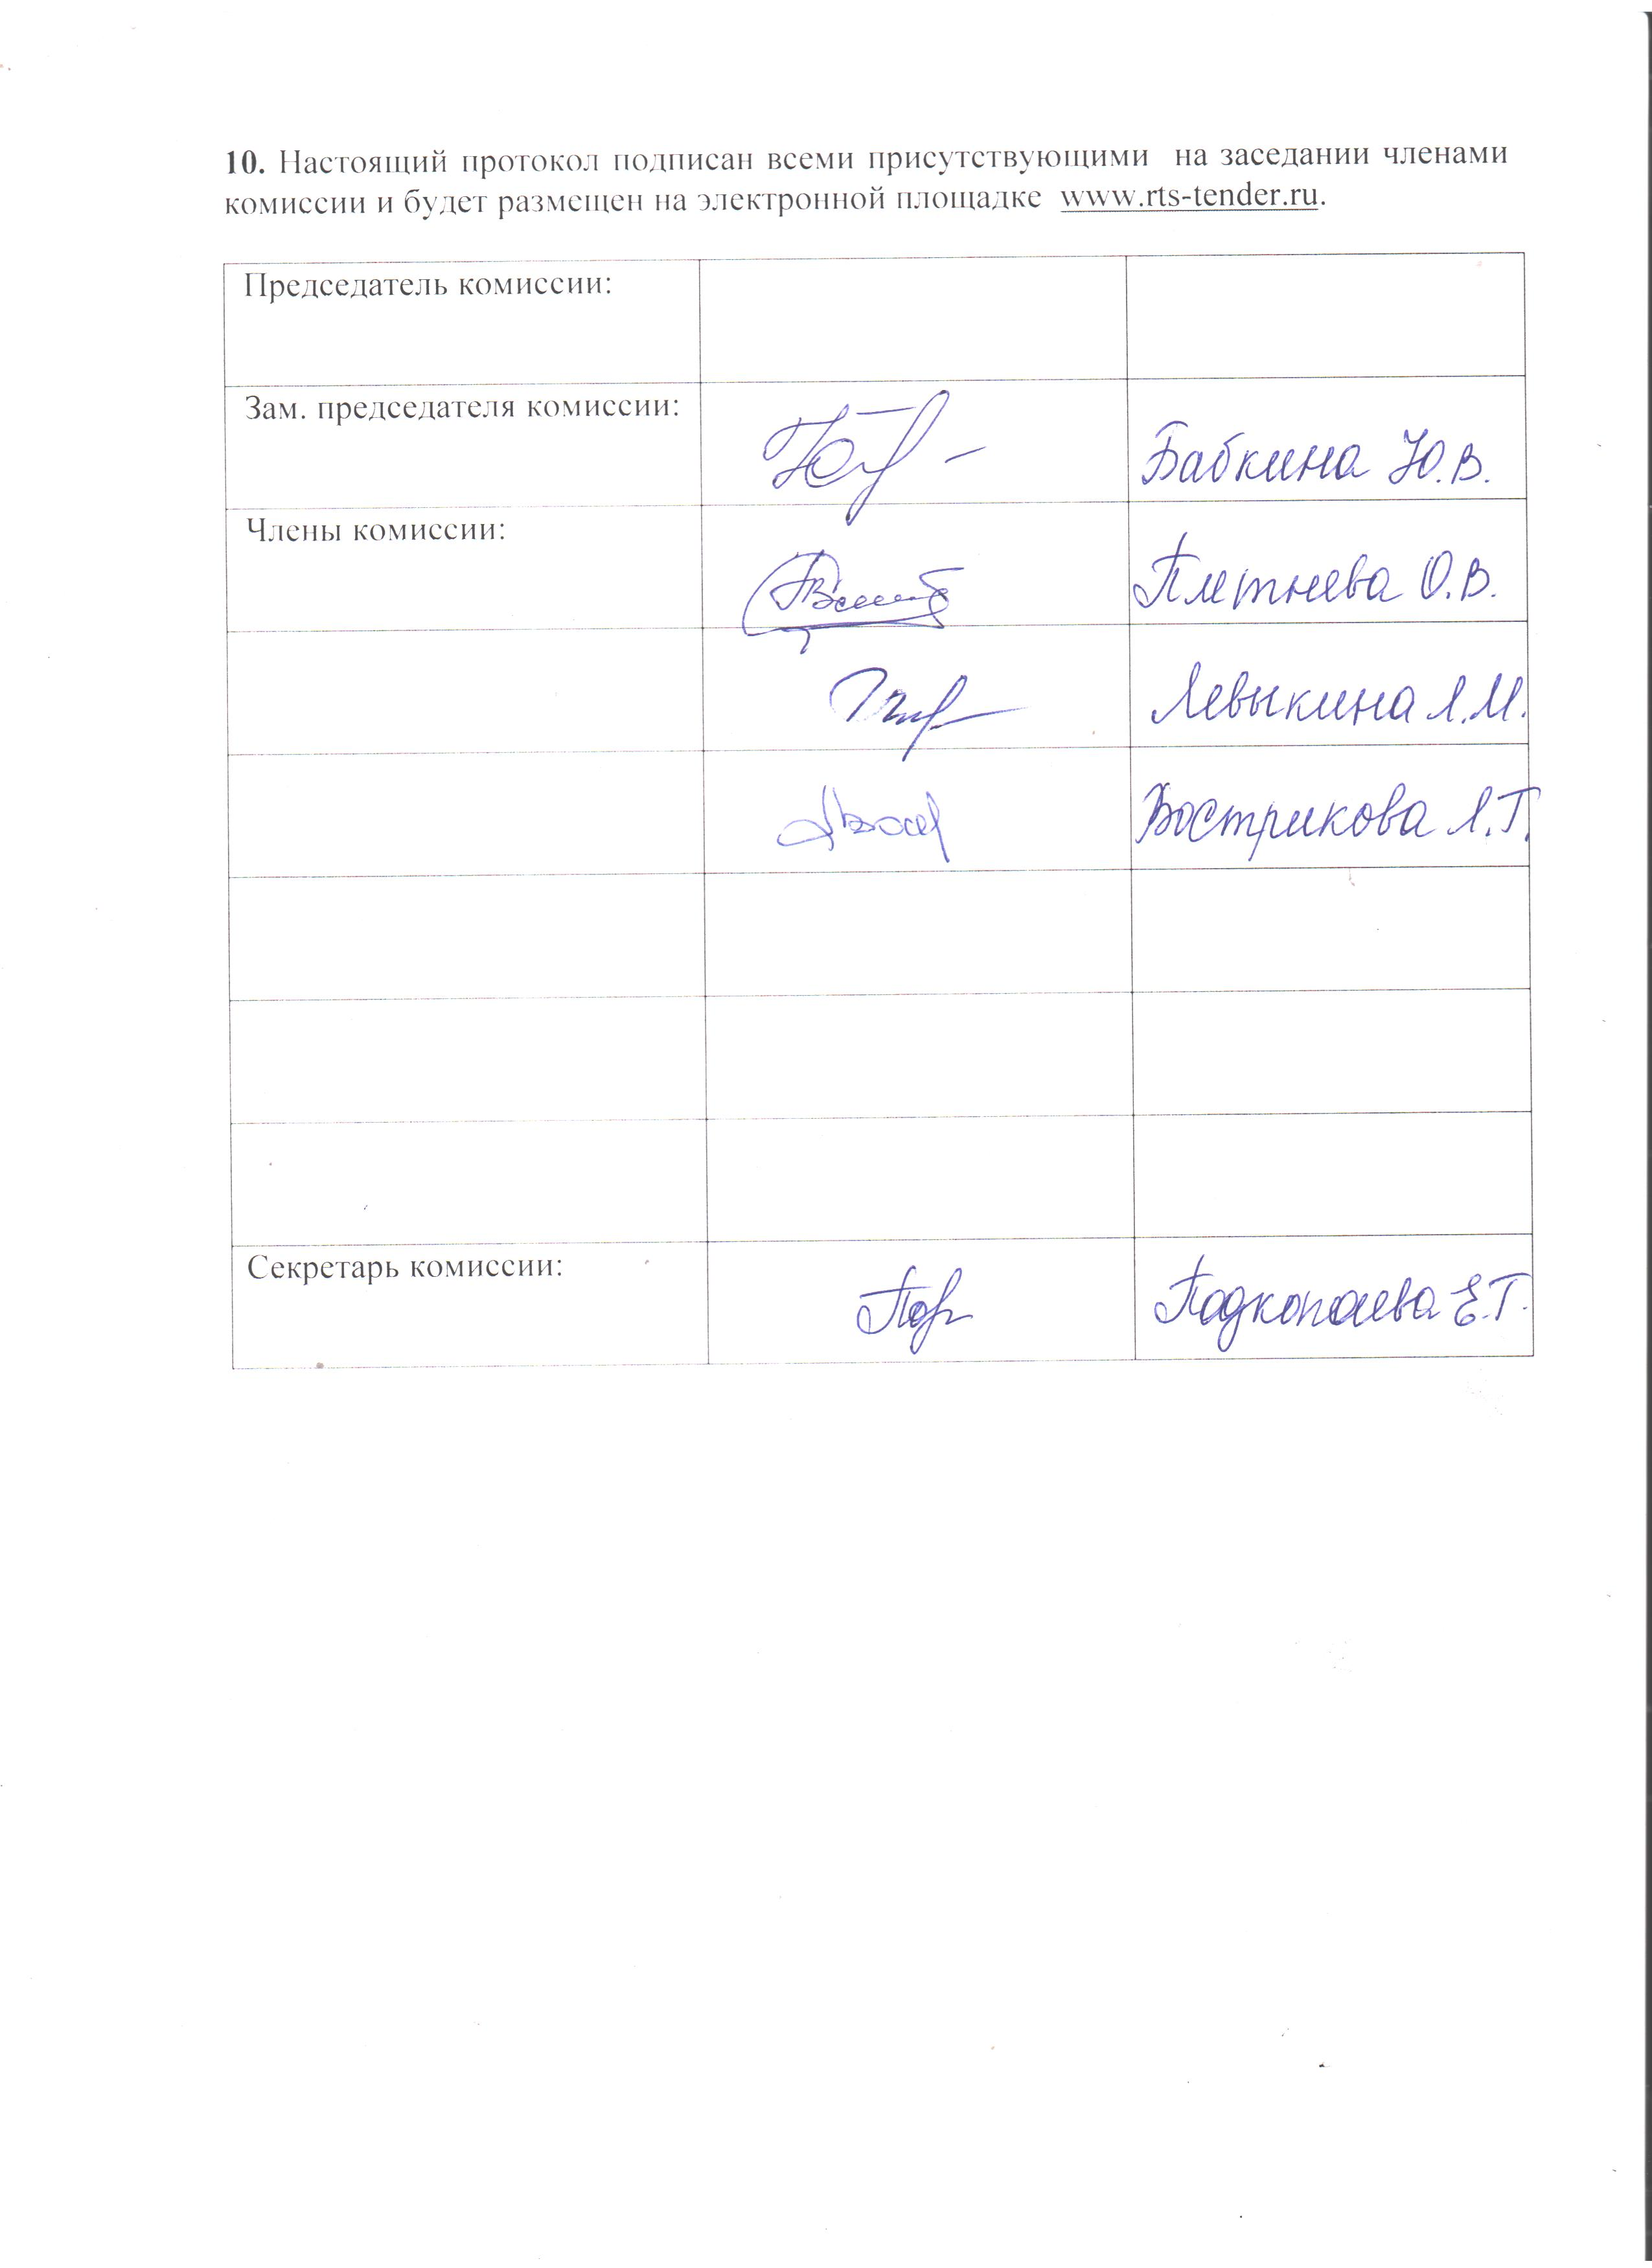 10. Настоящий протокол подписан всеми присутствующими на заседании членами
комиссии и будет размещен на электронной площадке www.rts-tender.ru.
Председатель комиссии:
Зам. председателя комиссии: Бабкина Ю.В.
Члены комиссии: Плетнева О.В.
Левыкина Л.М.
Вострикова Л.Г.
Секретарь комиссии: Подкопаева Е.Г.